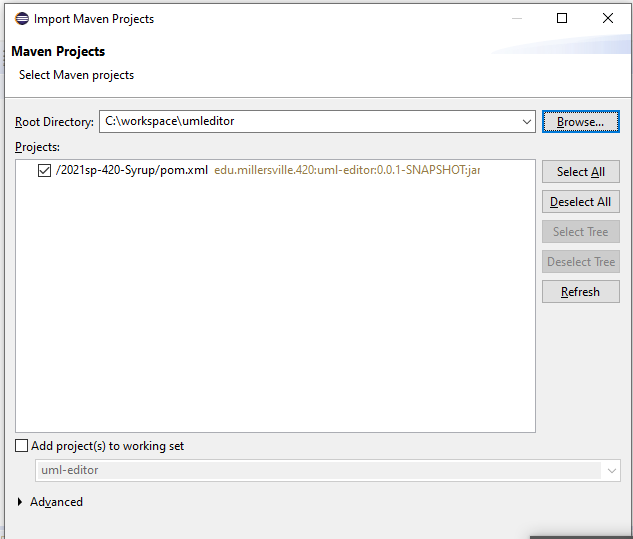 Import Maven Projects
Maven Projects
Select Maven projects
Root Directory: C:\workspace\umleditor Browse...
Projects:
/2021sp-420-Syrup/pom.xml edu.millersville.420:uml-editor:0.0.1-SNAPSHOT:jar
Select All
Deselect All
Select Tree
Deselect Tree
Refresh
Add project(s) to working set
uml-editor
Advanced